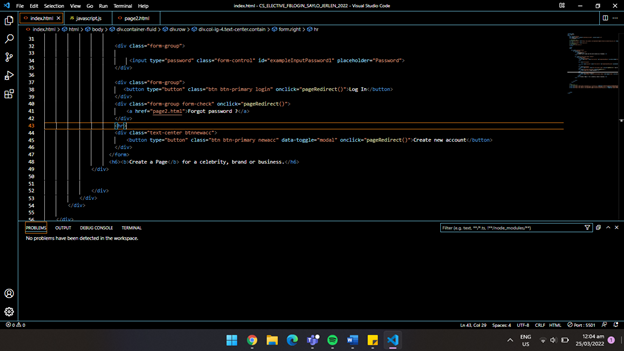 File Edit Selection View Go Run Terminal Help
index.html - CS_ELECTIVE_FBLOGIN_SAFLO_JERLEN_2022 - Visual Studio Code
index.html javascript.js page2.html
index.html > html > body > div.container-fluid > div.row > div.col-lg-4.text-center.contain > form.right > hr
31
32 <div class="form-group">
33
34 <input type="password" class="form-control" id="exampleInputPassword1" placeholder="Password">
35 </div>
36
37 <div class="form-group">
38 <button type="button" class="btn btn-primary login" onclick="pageRedirect()">Log In</button>
39 </div>
40 <div class="form-group form-check" onclick="pageRedirect()">
41 <a href="page2.html">Forgot password ?</a>
42 </div>
43 <hr>
44 <div class="text-center btnnewacc">
45 <button type="button" class="btn btn-primary newacc" data-toggle="modal" onclick="pageRedirect()">Create new account</button>
46 </div>
47 </form>
48 <h6><b>Create a Page</b> for a celebrity, brand or business.</h6>
49 </div>
50
51
52 </div>
53 </div>
54 </div>
55
56 </div>
PROBLEMS OUTPUT DEBUG CONSOLE TERMINAL
Filter (e.g. text, **/*.ts, !**/node_modules/**)
No problems have been detected in the workspace.
0 0 Ln 43, Col 29 Spaces: 4 UTF-8 CRLF HTML Port : 5501
ENG US
12:04 am
25/03/2022
1